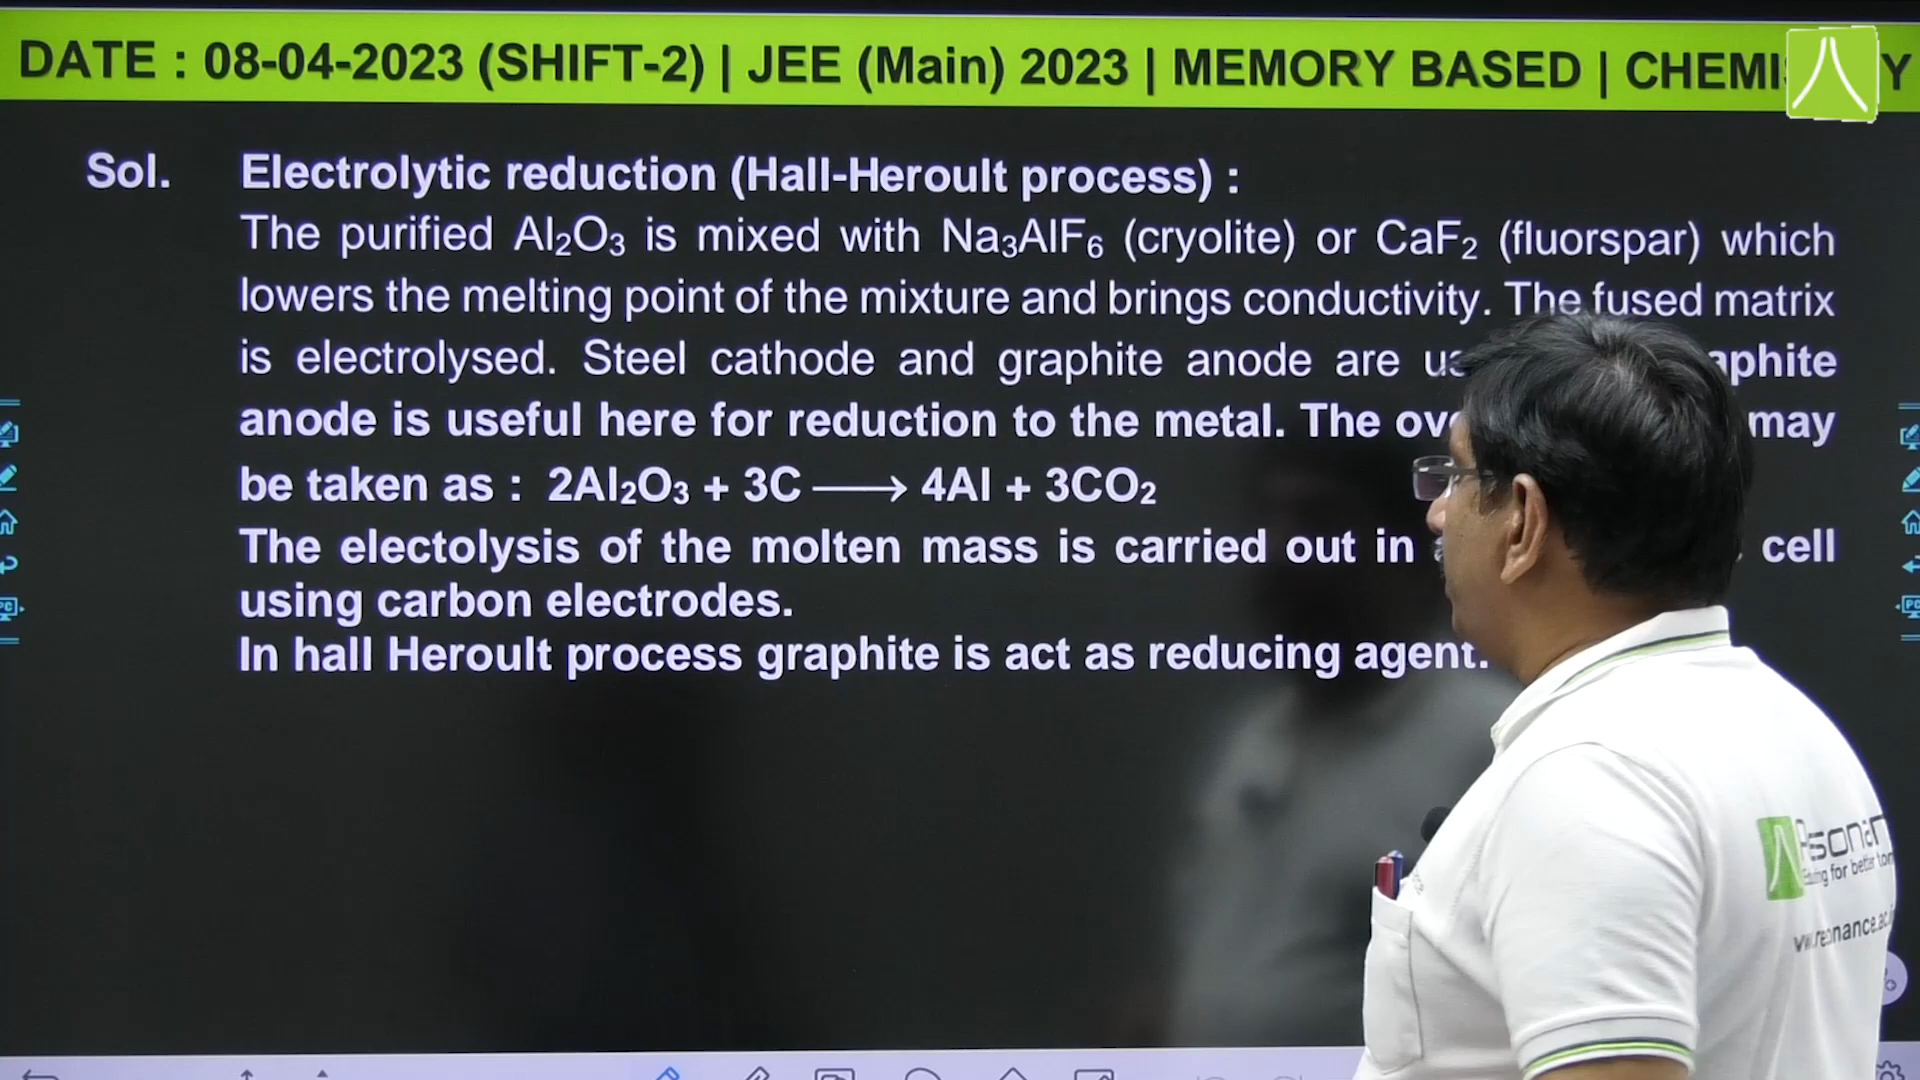 DATE : 08-04-2023 (SHIFT-2) | JEE (Main) 2023 | MEMORY BASED |
Sol. Electrolytic reduction (Hall-Heroult process) :
The purified Al₂O₃ is mixed with Na₃AlF₆ (cryolite) or CaF₂ (fluorspar) which
lowers the melting point of the mixture and brings conductivity. The fused matrix
is electrolysed. Steel cathode and graphite anode are
anode is useful here for reduction to the metal. The may
be taken as : 2Al₂O₃ + 3C ⟶ 4Al + 3CO₂
The electolysis of the molten mass is carried out in cell
using carbon electrodes.
In hall Heroult process graphite is act as reducing agent.